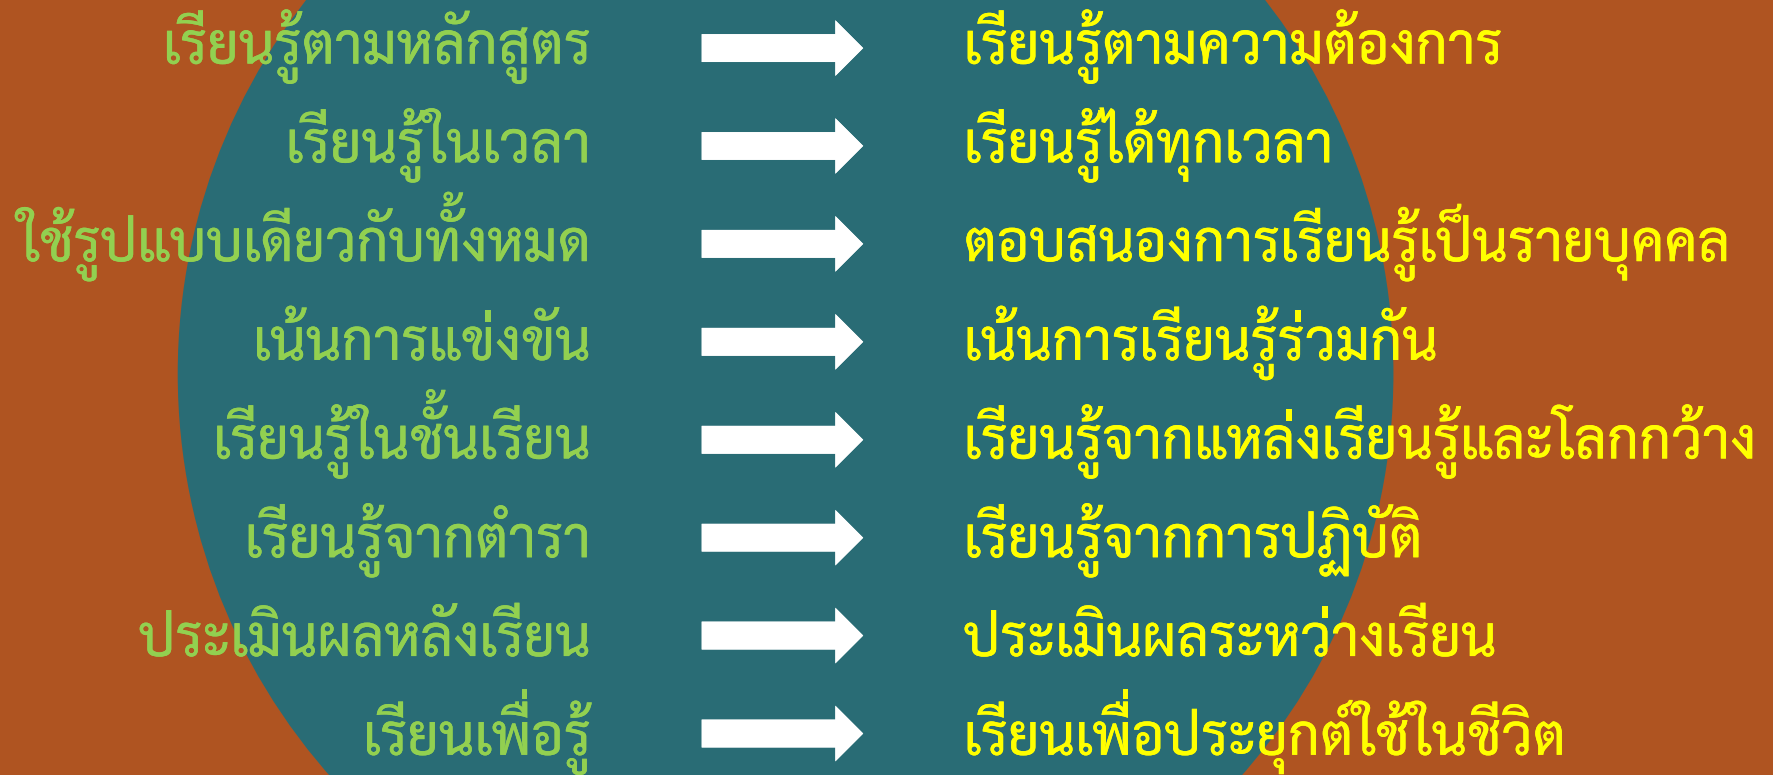 เรียนรู้ตามหลักสูตร เรียนรู้ตามความต้องการ
เรียนรู้ในเวลา เรียนรู้ได้ทุกเวลา
ใช้รูปแบบเดียวกับทั้งหมด ตอบสนองการเรียนรู้เป็นรายบุคคล
เน้นการแข่งขัน เน้นการเรียนรู้ร่วมกัน
เรียนรู้ในชั้นเรียน เรียนรู้จากแหล่งเรียนรู้และโลกกว้าง
เรียนรู้จากตำรา เรียนรู้จากการปฏิบัติ
ประเมินผลหลังเรียน ประเมินผลระหว่างเรียน
เรียนเพื่อรู้ เรียนเพื่อประยุกต์ใช้ในชีวิต